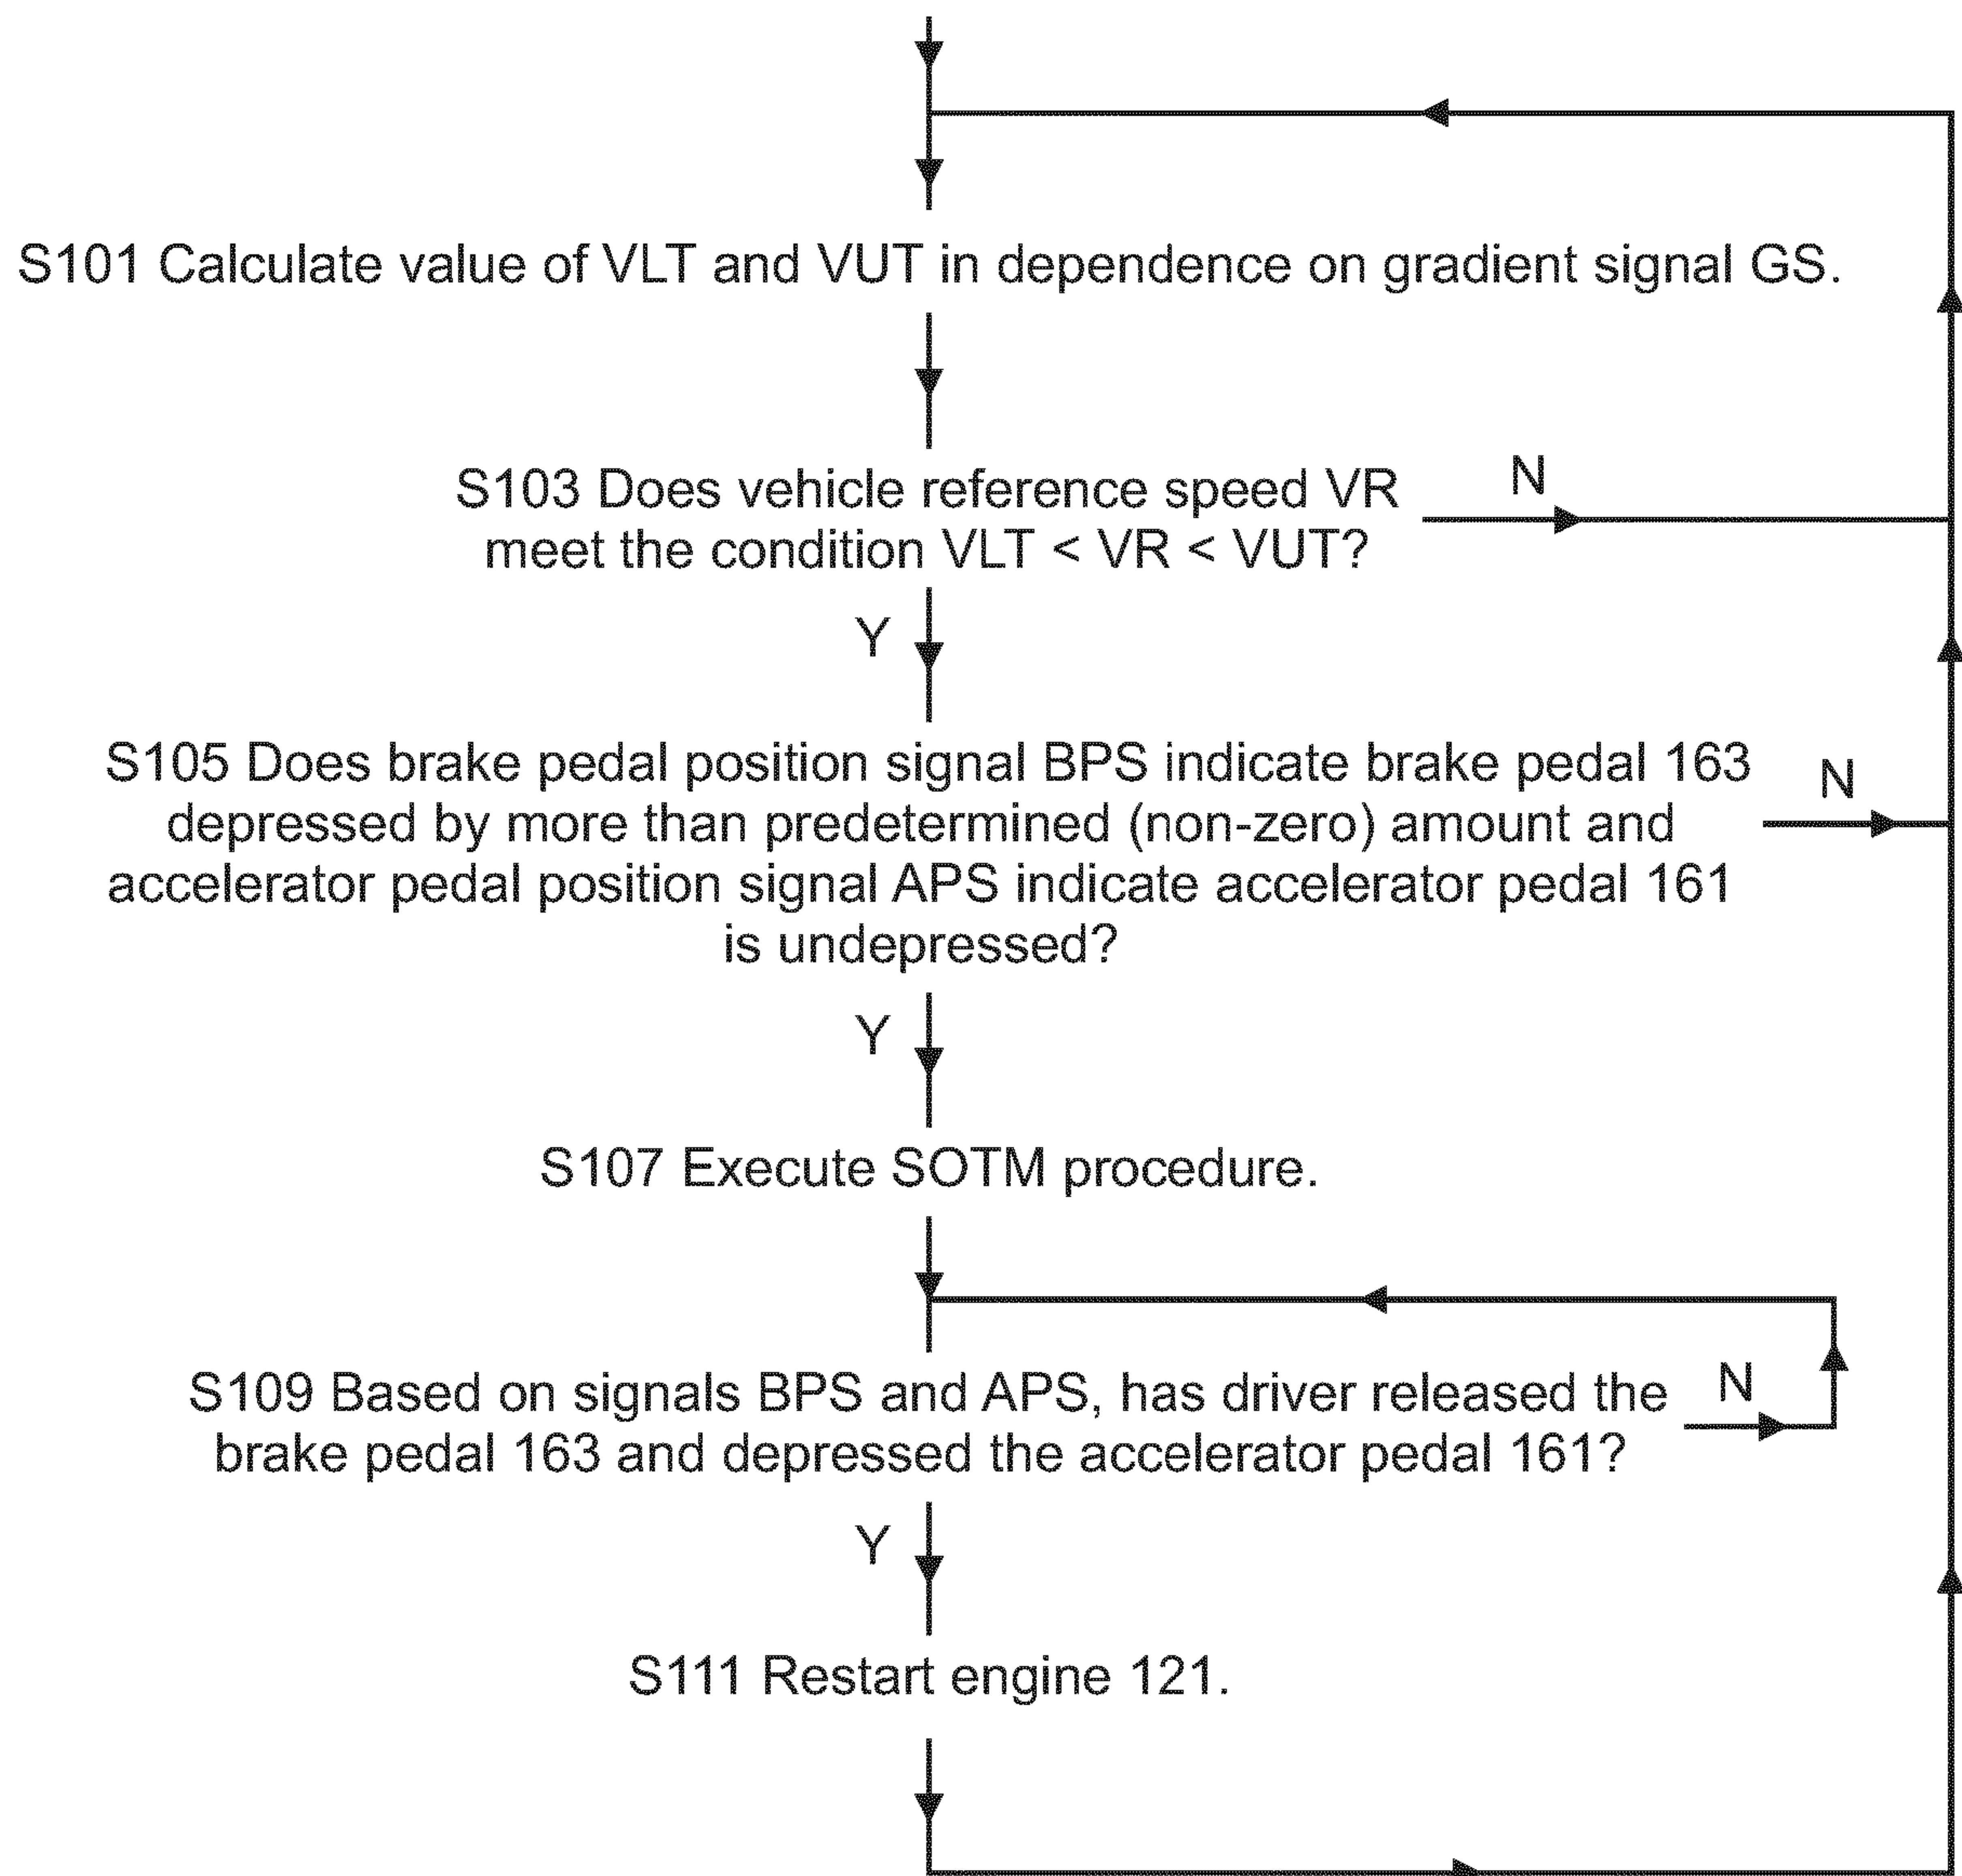 S101 Calculate value of VLT and VUT in dependence on gradient signal GS.
S103 Does vehicle reference speed VR
meet the condition VLT < VR < VUT?
N
Y
S105 Does brake pedal position signal BPS indicate brake pedal 163
depressed by more than predetermined (non-zero) amount and
accelerator pedal position signal APS indicate accelerator pedal 161
is undepressed?
N
Y
S107 Execute SOTM procedure.
S109 Based on signals BPS and APS, has driver released the
brake pedal 163 and depressed the accelerator pedal 161?
N
Y
S111 Restart engine 121.